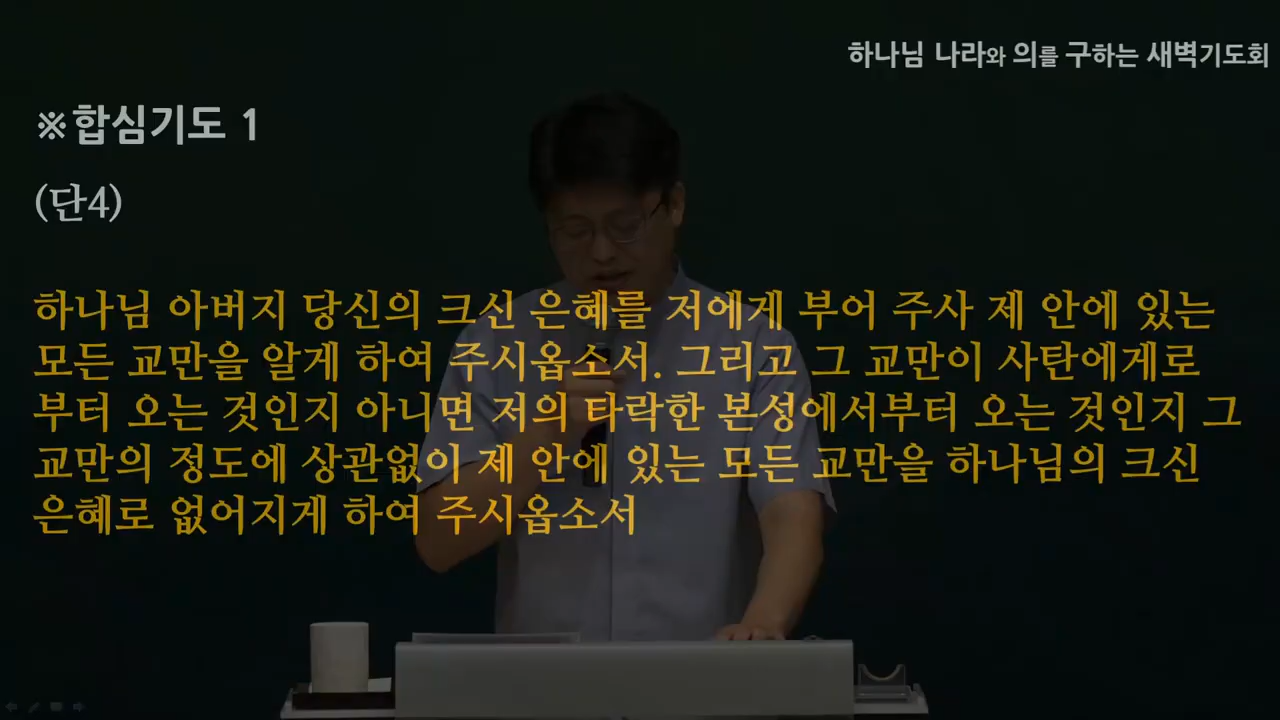 하나님 나라와 의를 구하는 새벽기도회
※합심기도 1
(단4)
하나님 아버지 당신의 크신 은혜를 저에게 부어 주사 제 안에 있는
모든 교만을 알게 하여 주시옵소서. 그리고 그 교만이 사탄에게로
부터 오는 것인지 아니면 저의 타락한 본성에서부터 오는 것인지 그
교만의 정도에 상관없이 제 안에 있는 모든 교만을 하나님의 크신
은혜로 없어지게 하여 주시옵소서